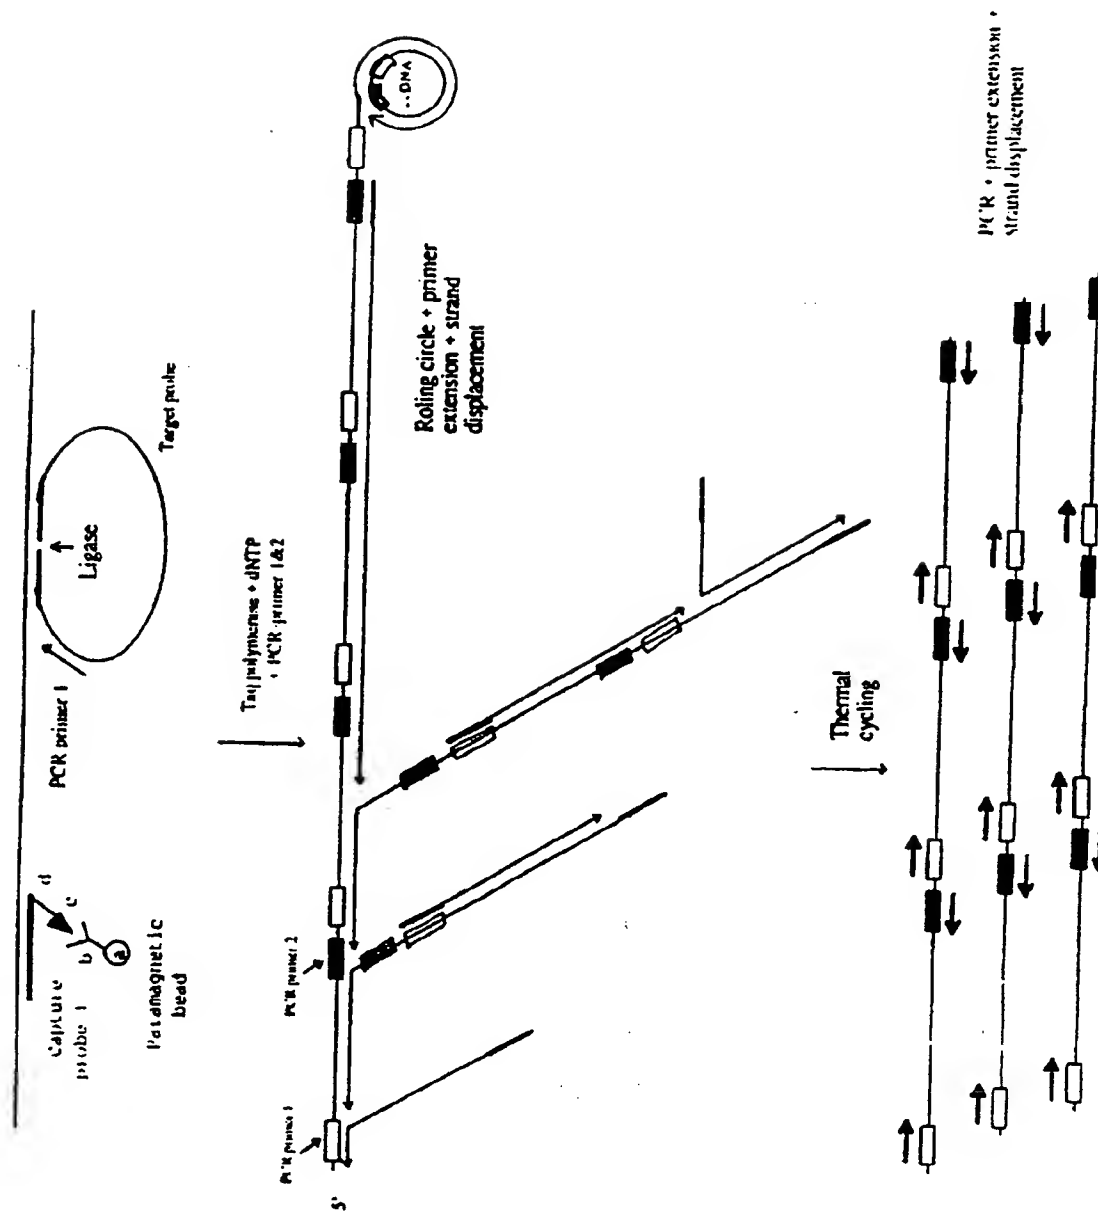 Capture
probe 1
b
c
d
a
Paramagnetic
bead
PCR primer 1
Ligase
Target probe
Taq polymerase + dNTP
+ PCR primer 1&2
5'
PCR primer 1
PCR primer 2
DNA
Rolling circle + primer
extension + strand
displacement
Thermal
cycling
PCR + primer extension +
strand displacement